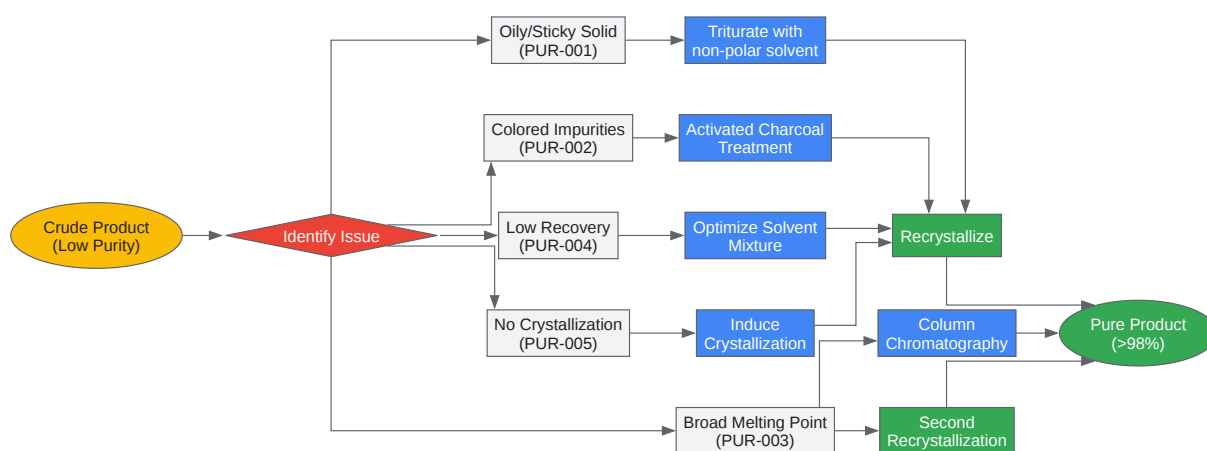 Oily/Sticky Solid
(PUR-001)
Triturate with
non-polar solvent
Colored Impurities
(PUR-002)
Activated Charcoal
Treatment
Crude Product
(Low Purity)
Identify Issue
Low Recovery
(PUR-004)
Optimize Solvent
Mixture
Recrystallize
No Crystallization
(PUR-005)
Induce
Crystallization
Column
Chromatography
Pure Product
(>98%)
Broad Melting Point
(PUR-003)
Second
Recrystallization